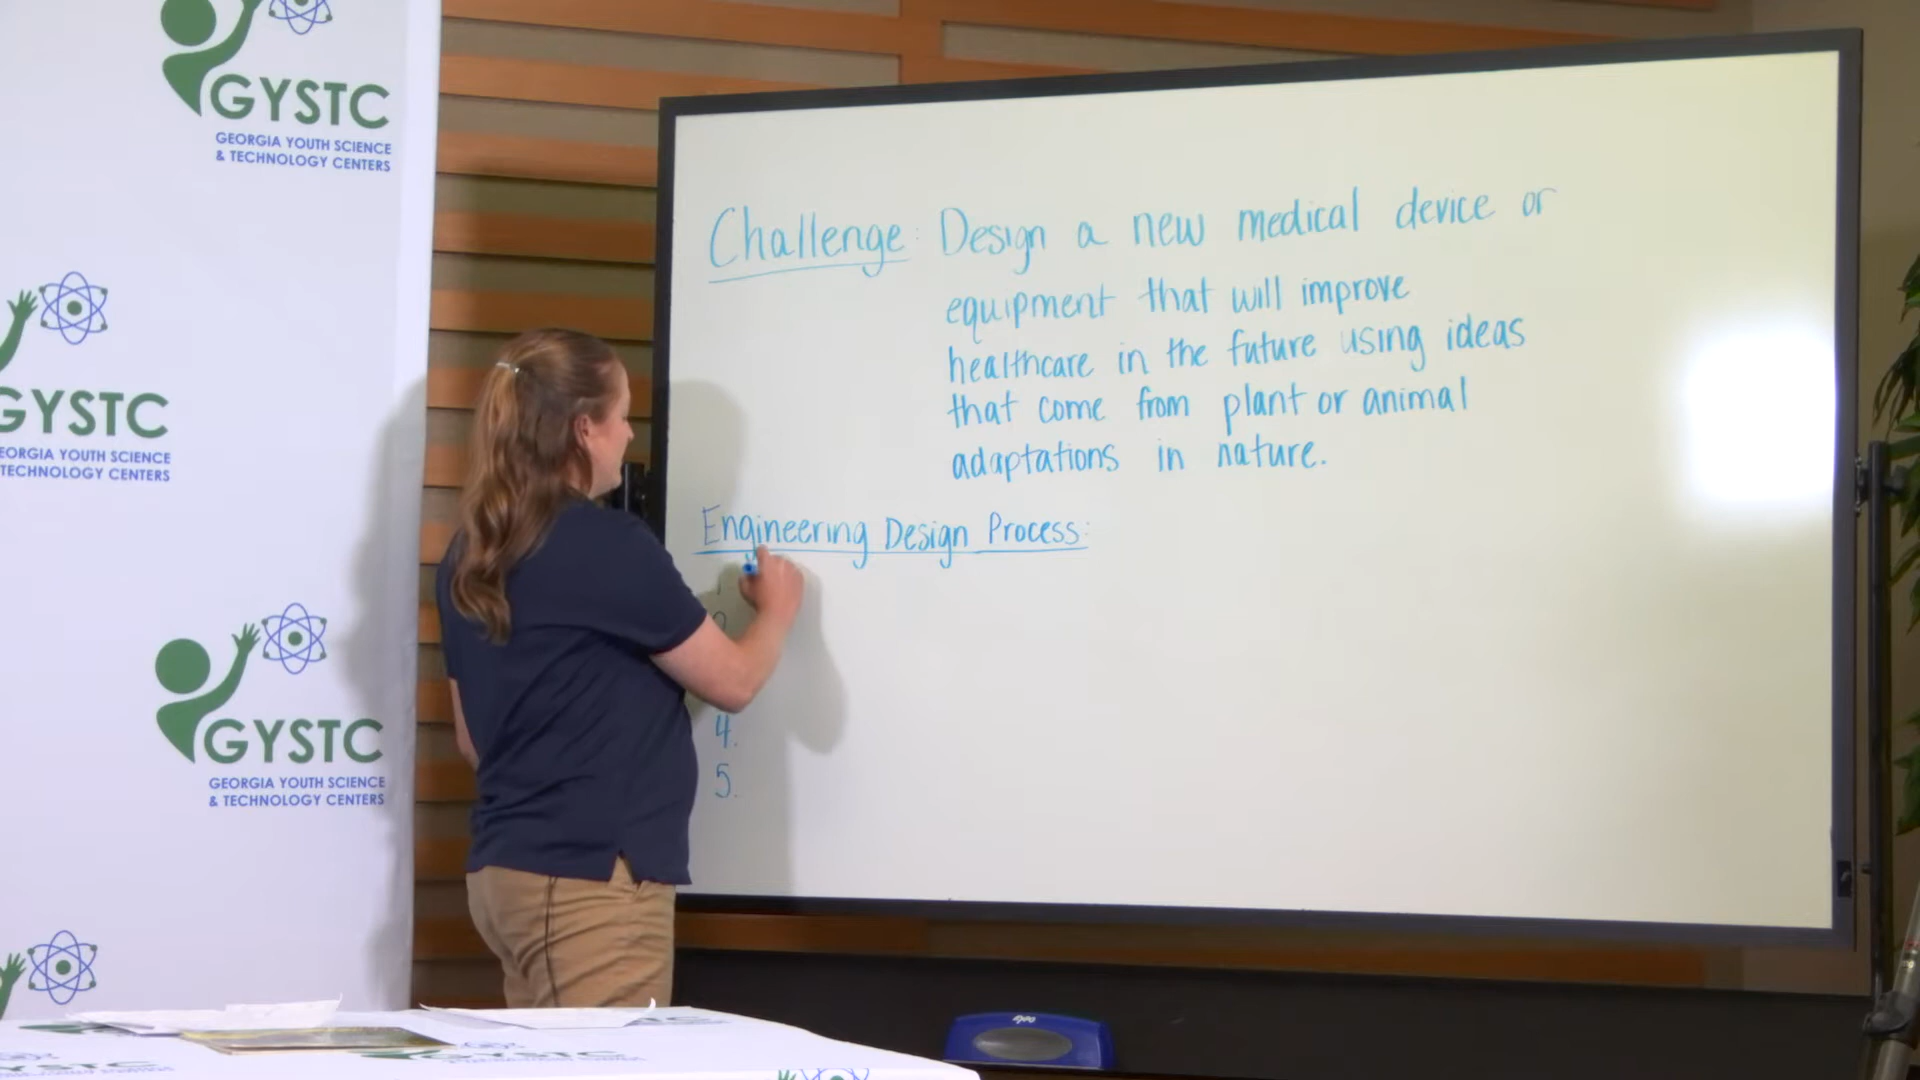 GYSTC
GEORGIA YOUTH SCIENCE
& TECHNOLOGY CENTERS
GYSTC
EORGIA YOUTH SCIENCE
TECHNOLOGY CENTERS
GYSTC
GEORGIA YOUTH SCIENCE
& TECHNOLOGY CENTERS
Challenge: Design a new medical device or
equipment that will improve
healthcare in the future using ideas
that come from plant or animal
adaptations in nature.
Engineering Design Process:
4.
5.
EXPO